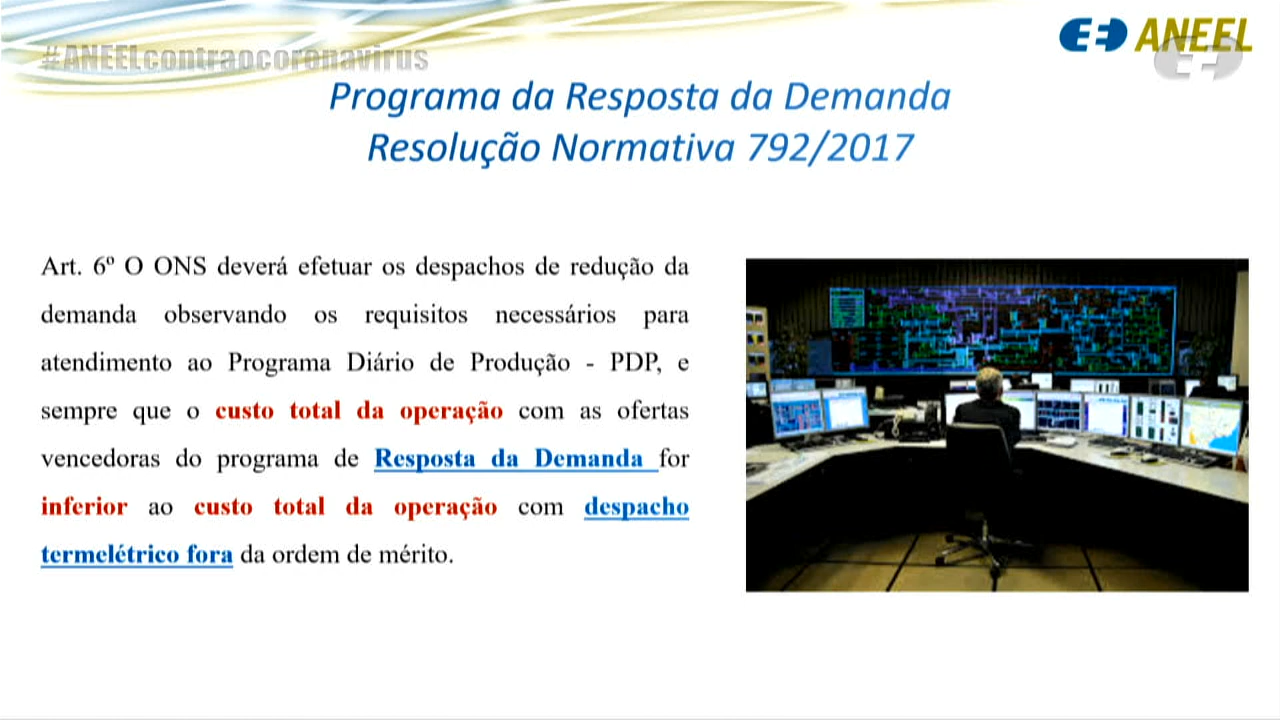 #ANEELcontraocoronavirus
ANEEL
Programa da Resposta da Demanda
Resolução Normativa 792/2017
Art. 6º O ONS deverá efetuar os despachos de redução da
demanda observando os requisitos necessários para
atendimento ao Programa Diário de Produção - PDP, e
sempre que o custo total da operação com as ofertas
vencedoras do programa de Resposta da Demanda for
inferior ao custo total da operação com despacho
termelétrico fora da ordem de mérito.